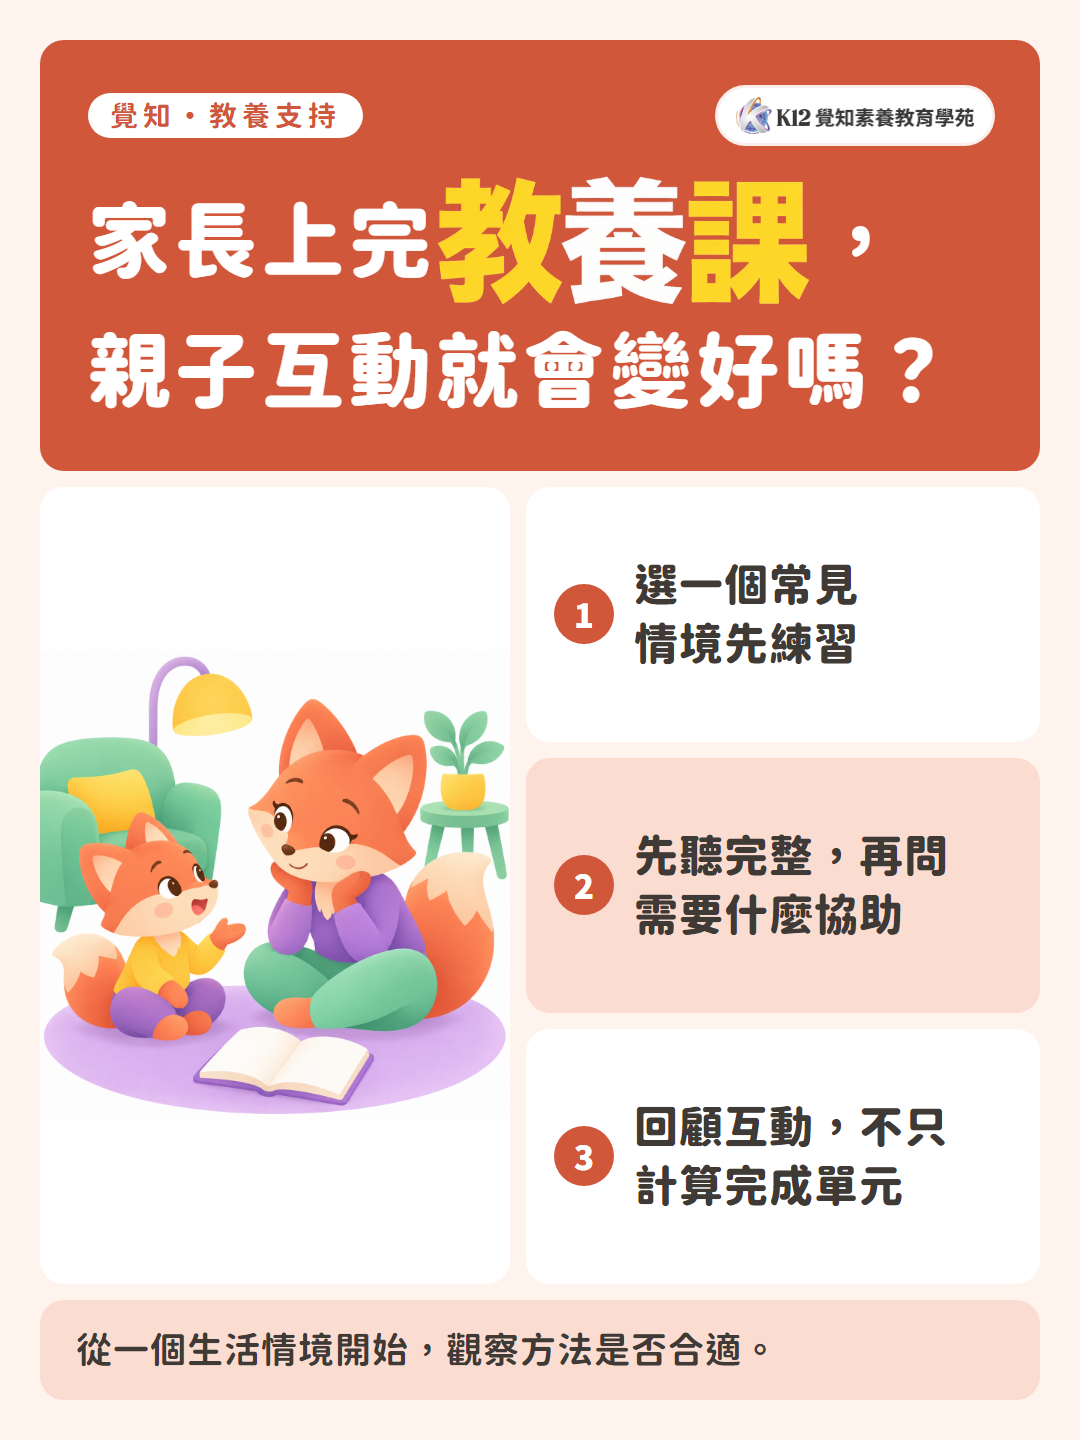 覺知・教養支持
K12 覺知素養教育學苑
家長上完教養課，
親子互動就會變好嗎？
1
選一個常見
情境先練習
2
先聽完整，再問
需要什麼協助
3
回顧互動，不只
計算完成單元
從一個生活情境開始，觀察方法是否合適。